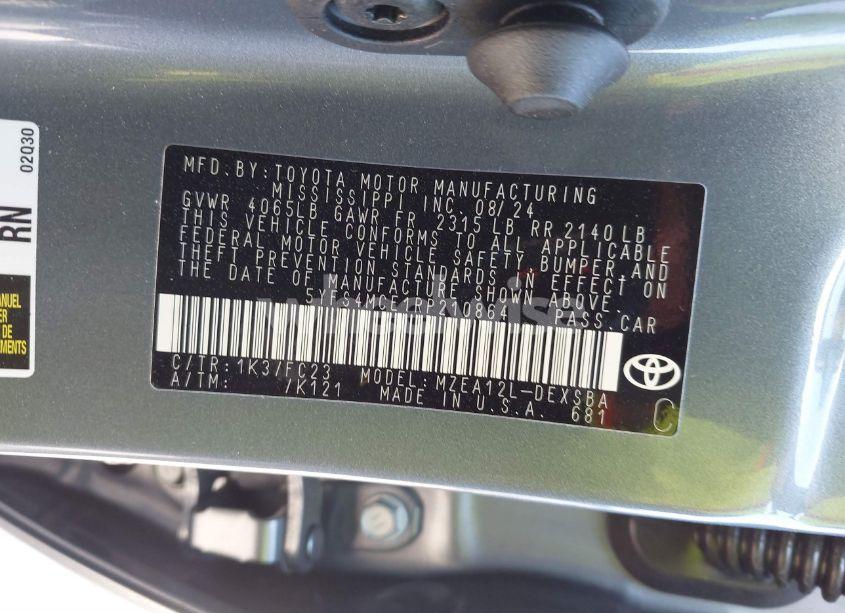 MFD. BY: TOYOTA MOTOR MANUFACTURING
MISSISSIPPI INC. 08/24
GVWR 4065LB GAWR FR 2315 LB RR 2140 LB
THIS VEHICLE CONFORMS TO ALL APPLICABLE
FEDERAL MOTOR VEHICLE SAFETY, BUMPER, AND
THEFT PREVENTION STANDARDS IN EFFECT ON
THE DATE OF MANUFACTURE SHOWN ABOVE.
PASS. CAR
C/TR: 1K3/FC23 MODEL: MZEA12L-DEXSBA
A/TM: /K121 MADE IN U.S.A. 681
C
02Q30
RN